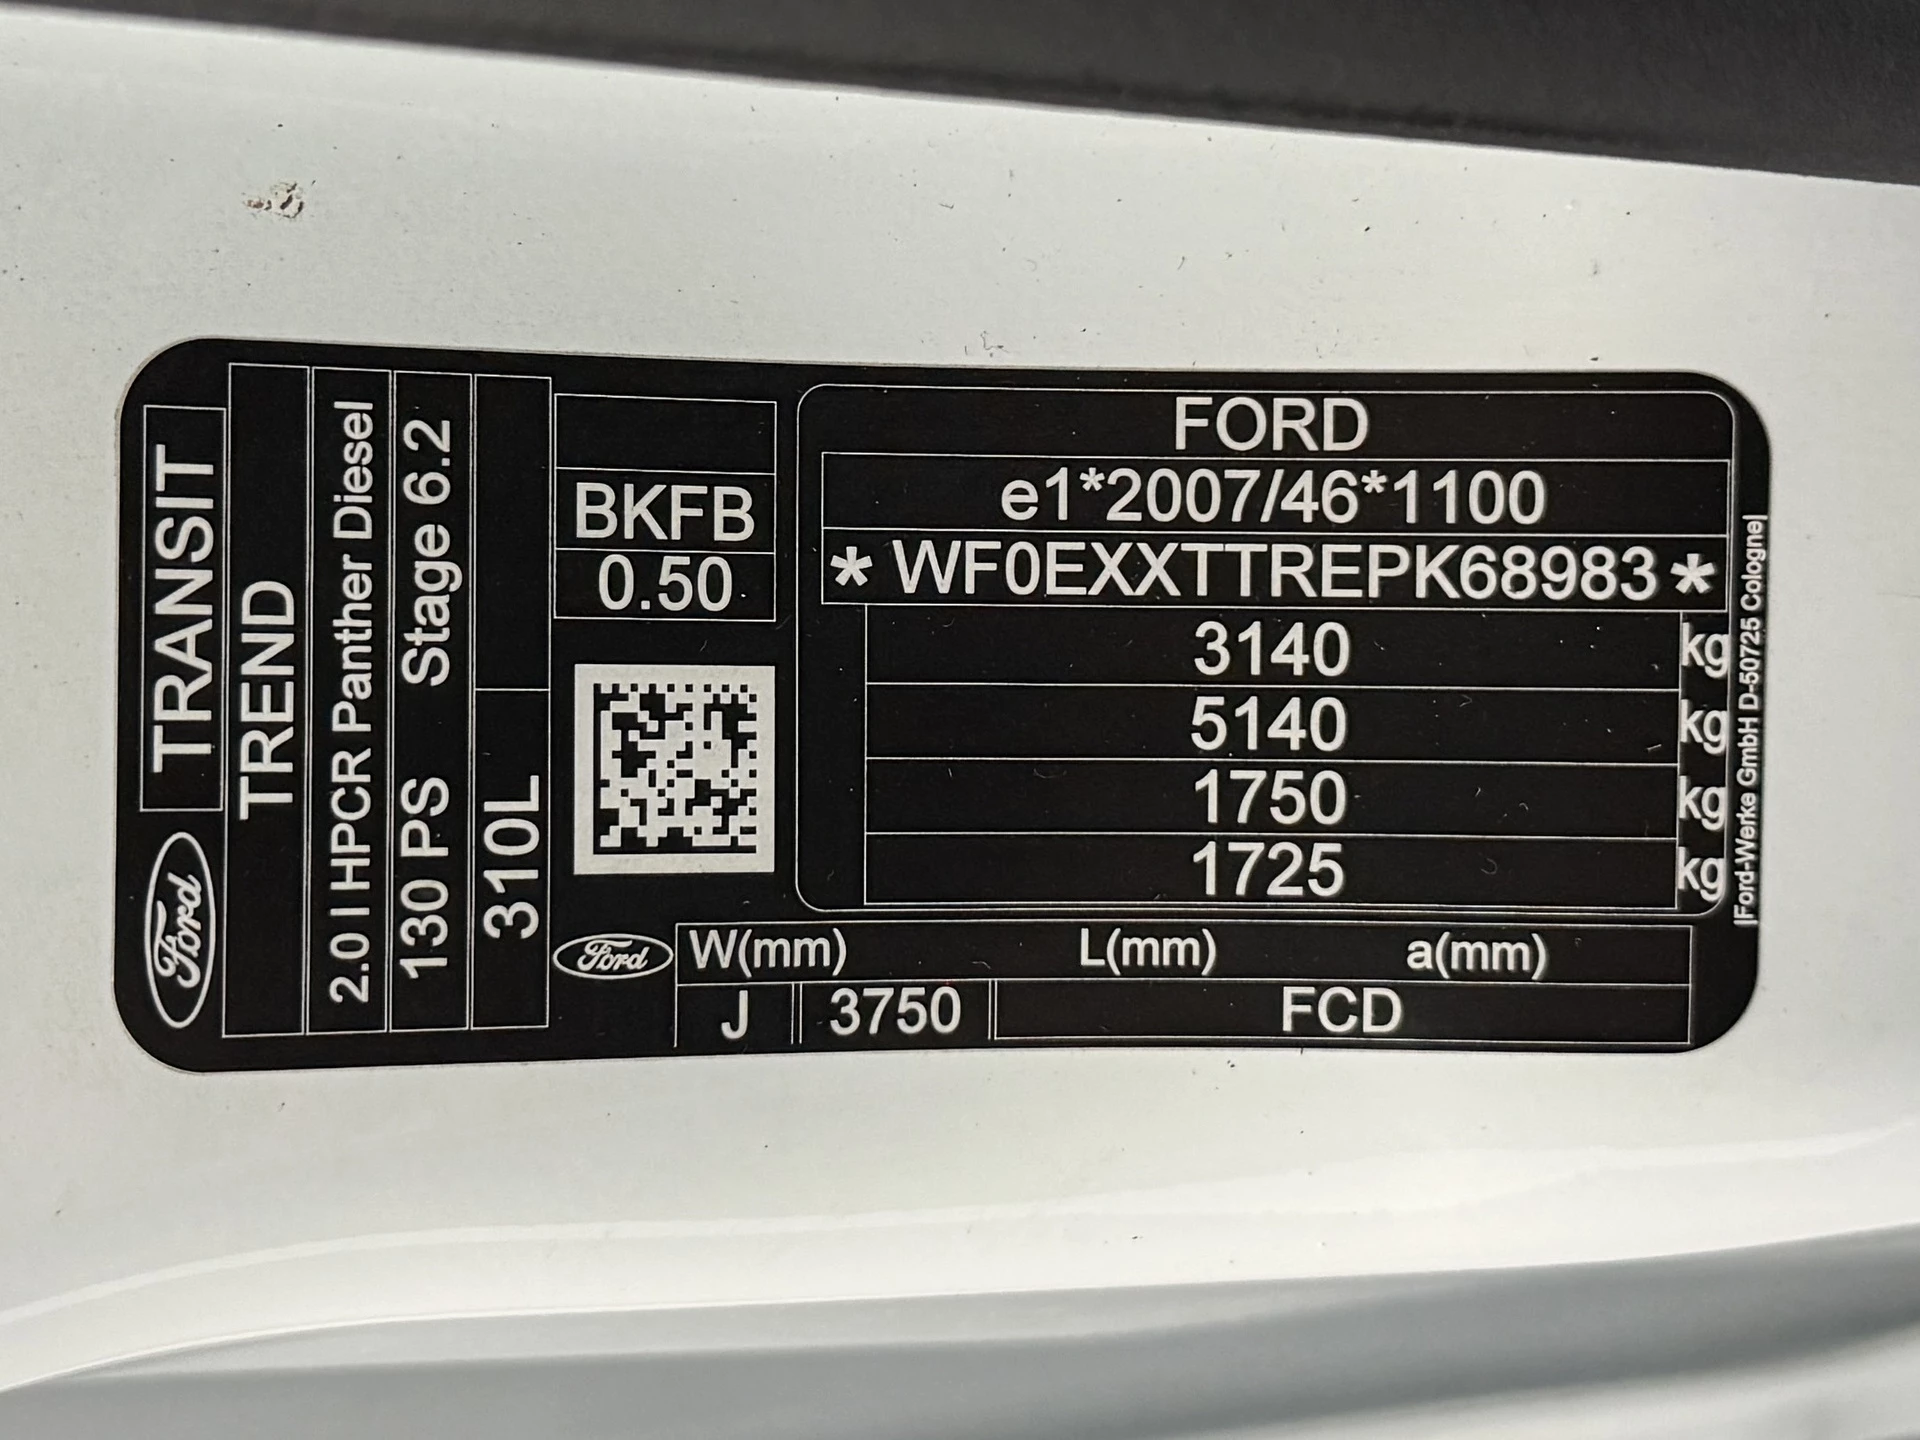 Ford TRANSIT
TREND
2.0 l HPCR Panther Diesel
130 PS Stage 6.2
310L
BKFB
0.50
FORD
e1*2007/46*1100
* WF0EXXTTREPK68983 *
3140 kg
5140 kg
1750 kg
1725 kg
Ford
W(mm) L(mm) a(mm)
J 3750 FCD
|Ford-Werke GmbH D-50725 Cologne|